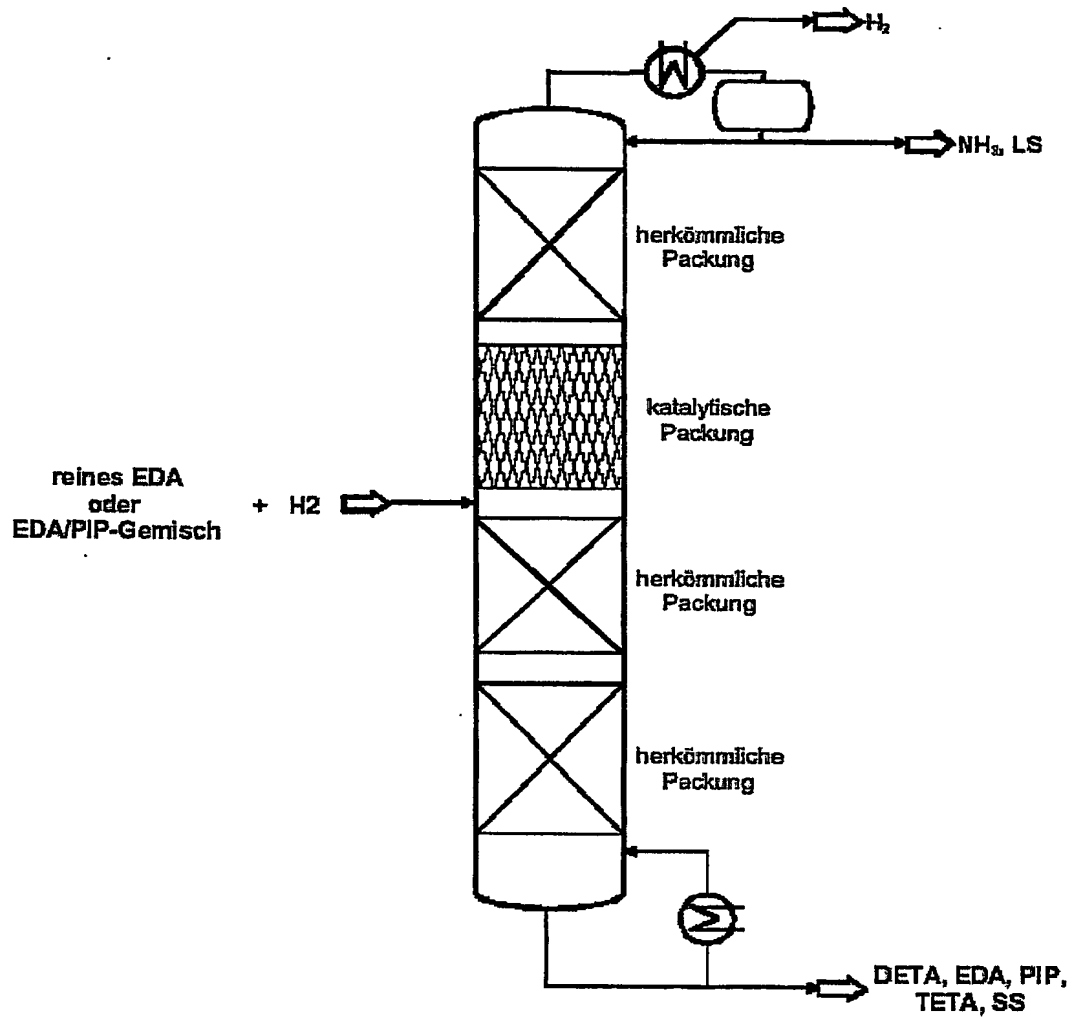 H₂
NH₃, LS
herkömmliche
Packung
katalytische
Packung
reines EDA
oder
EDA/PIP-Gemisch
+ H2
herkömmliche
Packung
herkömmliche
Packung
DETA, EDA, PIP,
TETA, SS